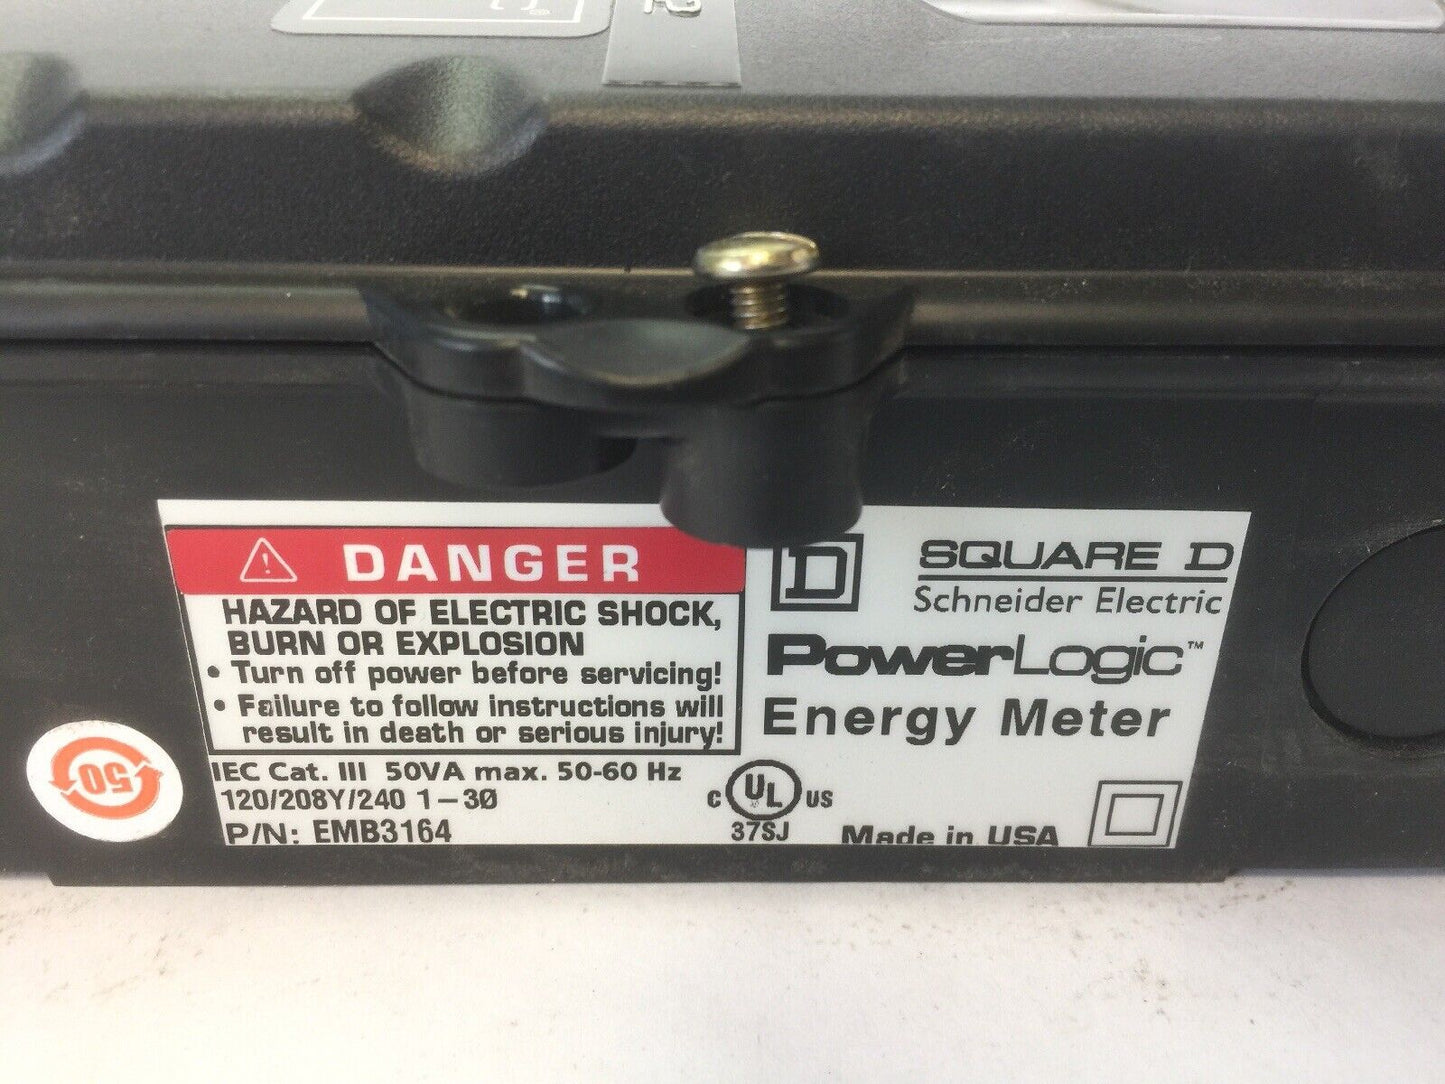 DANGER
HAZARD OF ELECTRIC SHOCK,
BURN OR EXPLOSION
• Turn off power before servicing!
• Failure to follow instructions will
result in death or serious injury!
IEC Cat. III 50VA max. 50-60 Hz
120/208Y/240 1-3Ø
P/N: EMB3164
D
SQUARE D
Schneider Electric
PowerLogic™
Energy Meter
C UL US
37SJ
Made in USA
50